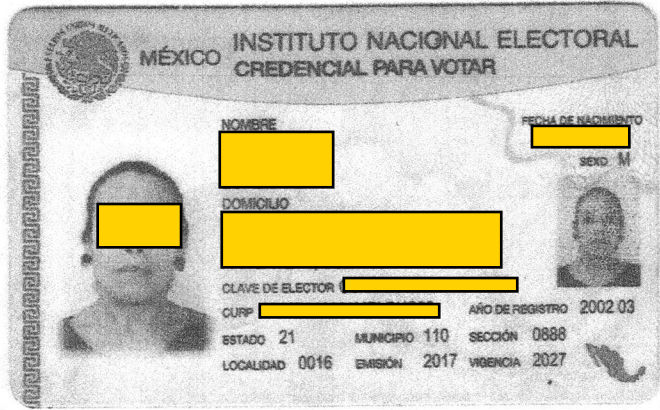 MÉXICO
INSTITUTO NACIONAL ELECTORAL
CREDENCIAL PARA VOTAR
NOMBRE
FECHA DE NACIMIENTO
SEXO M
DOMICILIO
CLAVE DE ELECTOR
CURP
AÑO DE REGISTRO 2002 03
ESTADO 21 MUNICIPIO 110 SECCIÓN 0888
LOCALIDAD 0016 EMISIÓN 2017 VIGENCIA 2027